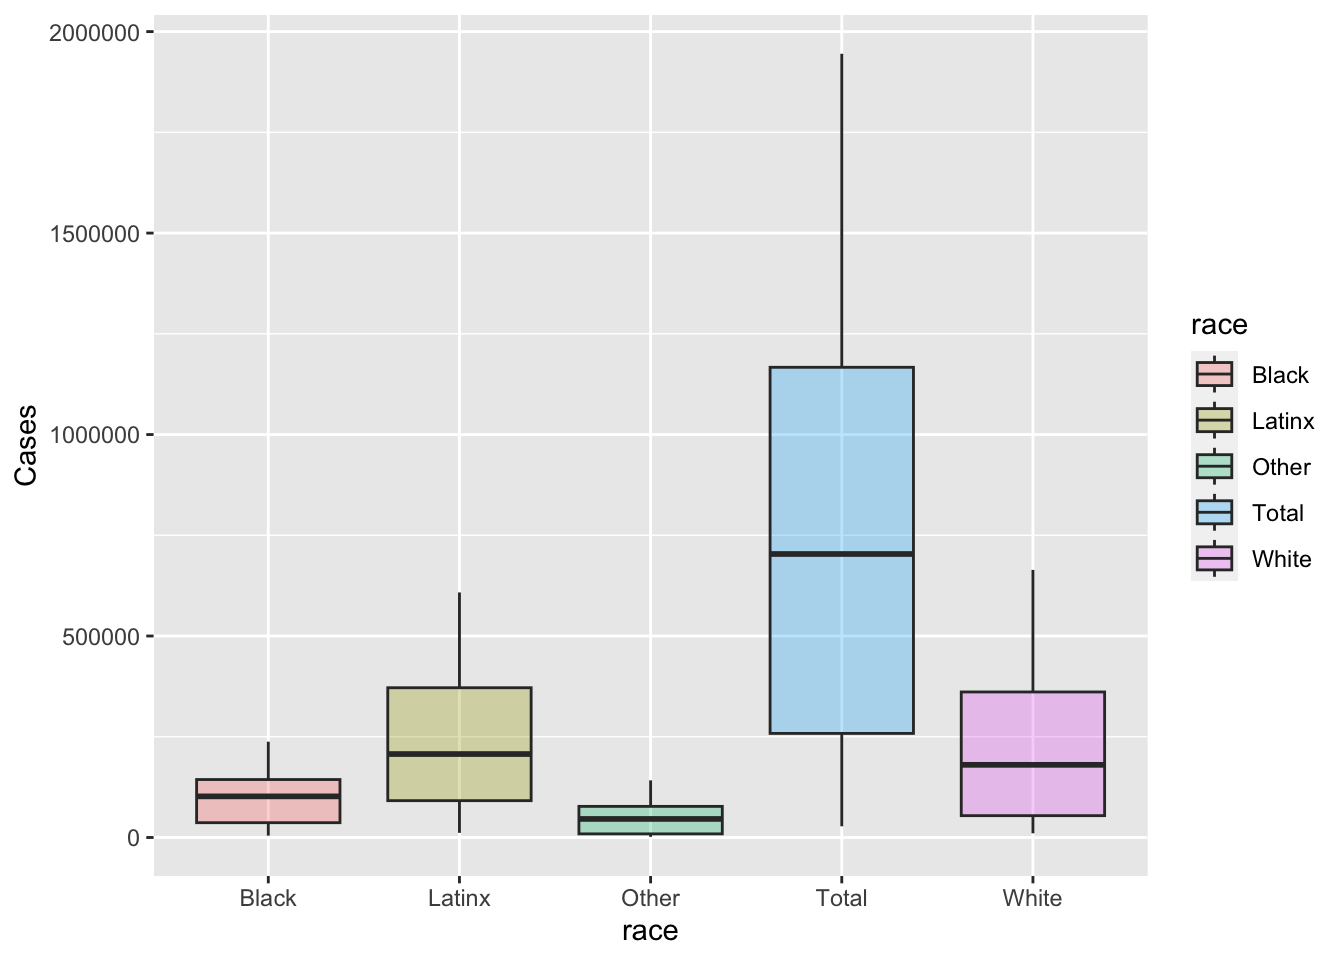 2000000
1500000
1000000
500000
0
Cases
Black
Latinx
Other
Total
White
race
race
Black
Latinx
Other
Total
White